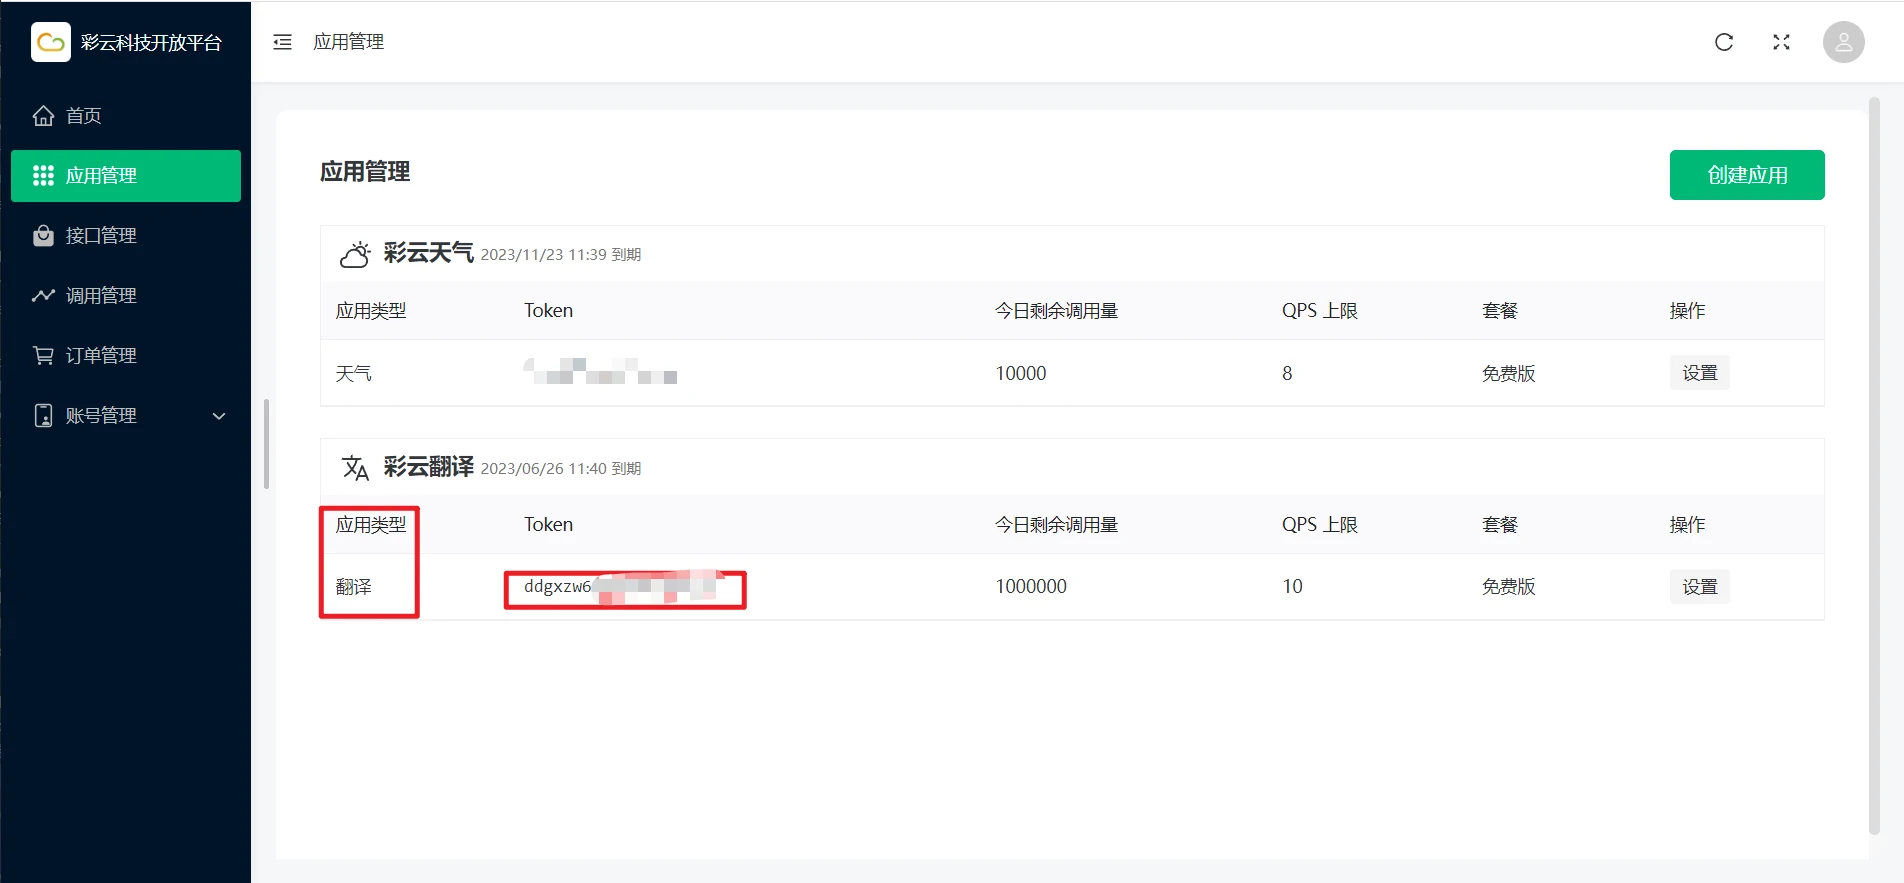 彩云科技开放平台
应用管理
首页
应用管理
接口管理
调用管理
订单管理
账号管理
应用管理
创建应用
彩云天气 2023/11/23 11:39 到期
应用类型 Token 今日剩余调用量 QPS 上限 套餐 操作
天气 10000 8 免费版 设置
彩云翻译 2023/06/26 11:40 到期
应用类型 Token 今日剩余调用量 QPS 上限 套餐 操作
翻译 ddgxzw6 1000000 10 免费版 设置